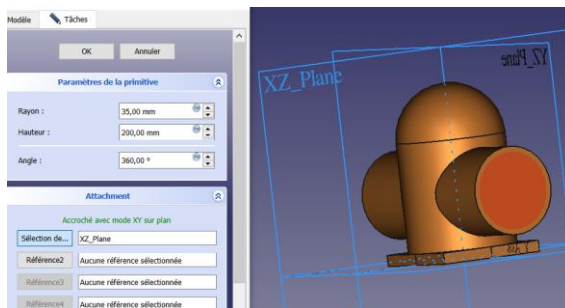 Modèle Tâches
OK Annuler
Paramètres de la primitive
Rayon : 35,00 mm
Hauteur : 200,00 mm
Angle : 360,00 °
Attachment
Accroché avec mode XY sur plan
Sélection de... XZ_Plane
Référence2 Aucune référence sélectionnée
Référence3 Aucune référence sélectionnée
Référence4 Aucune référence sélectionnée
XZ_Plane
YZ_Plane